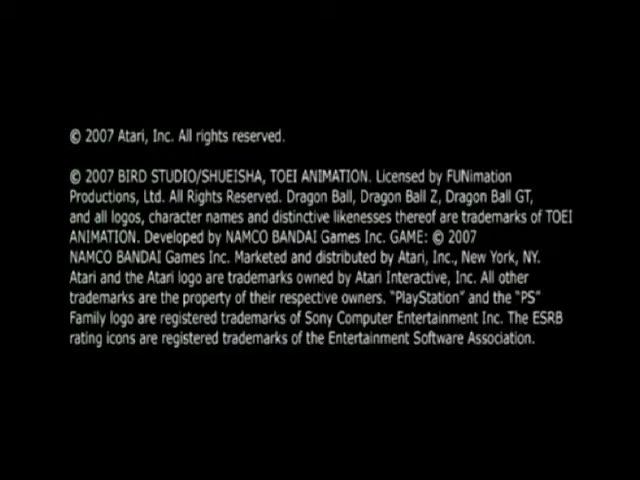 © 2007 Atari, Inc. All rights reserved.
© 2007 BIRD STUDIO/SHUEISHA, TOEI ANIMATION. Licensed by FUNimation
Productions, Ltd. All Rights Reserved. Dragon Ball, Dragon Ball Z, Dragon Ball GT,
and all logos, character names and distinctive likenesses thereof are trademarks of TOEI
ANIMATION. Developed by NAMCO BANDAI Games Inc. GAME: © 2007
NAMCO BANDAI Games Inc. Marketed and distributed by Atari, Inc., New York, NY.
Atari and the Atari logo are trademarks owned by Atari Interactive, Inc. All other
trademarks are the property of their respective owners. "PlayStation" and the "PS"
Family logo are registered trademarks of Sony Computer Entertainment Inc. The ESRB
rating icons are registered trademarks of the Entertainment Software Association.